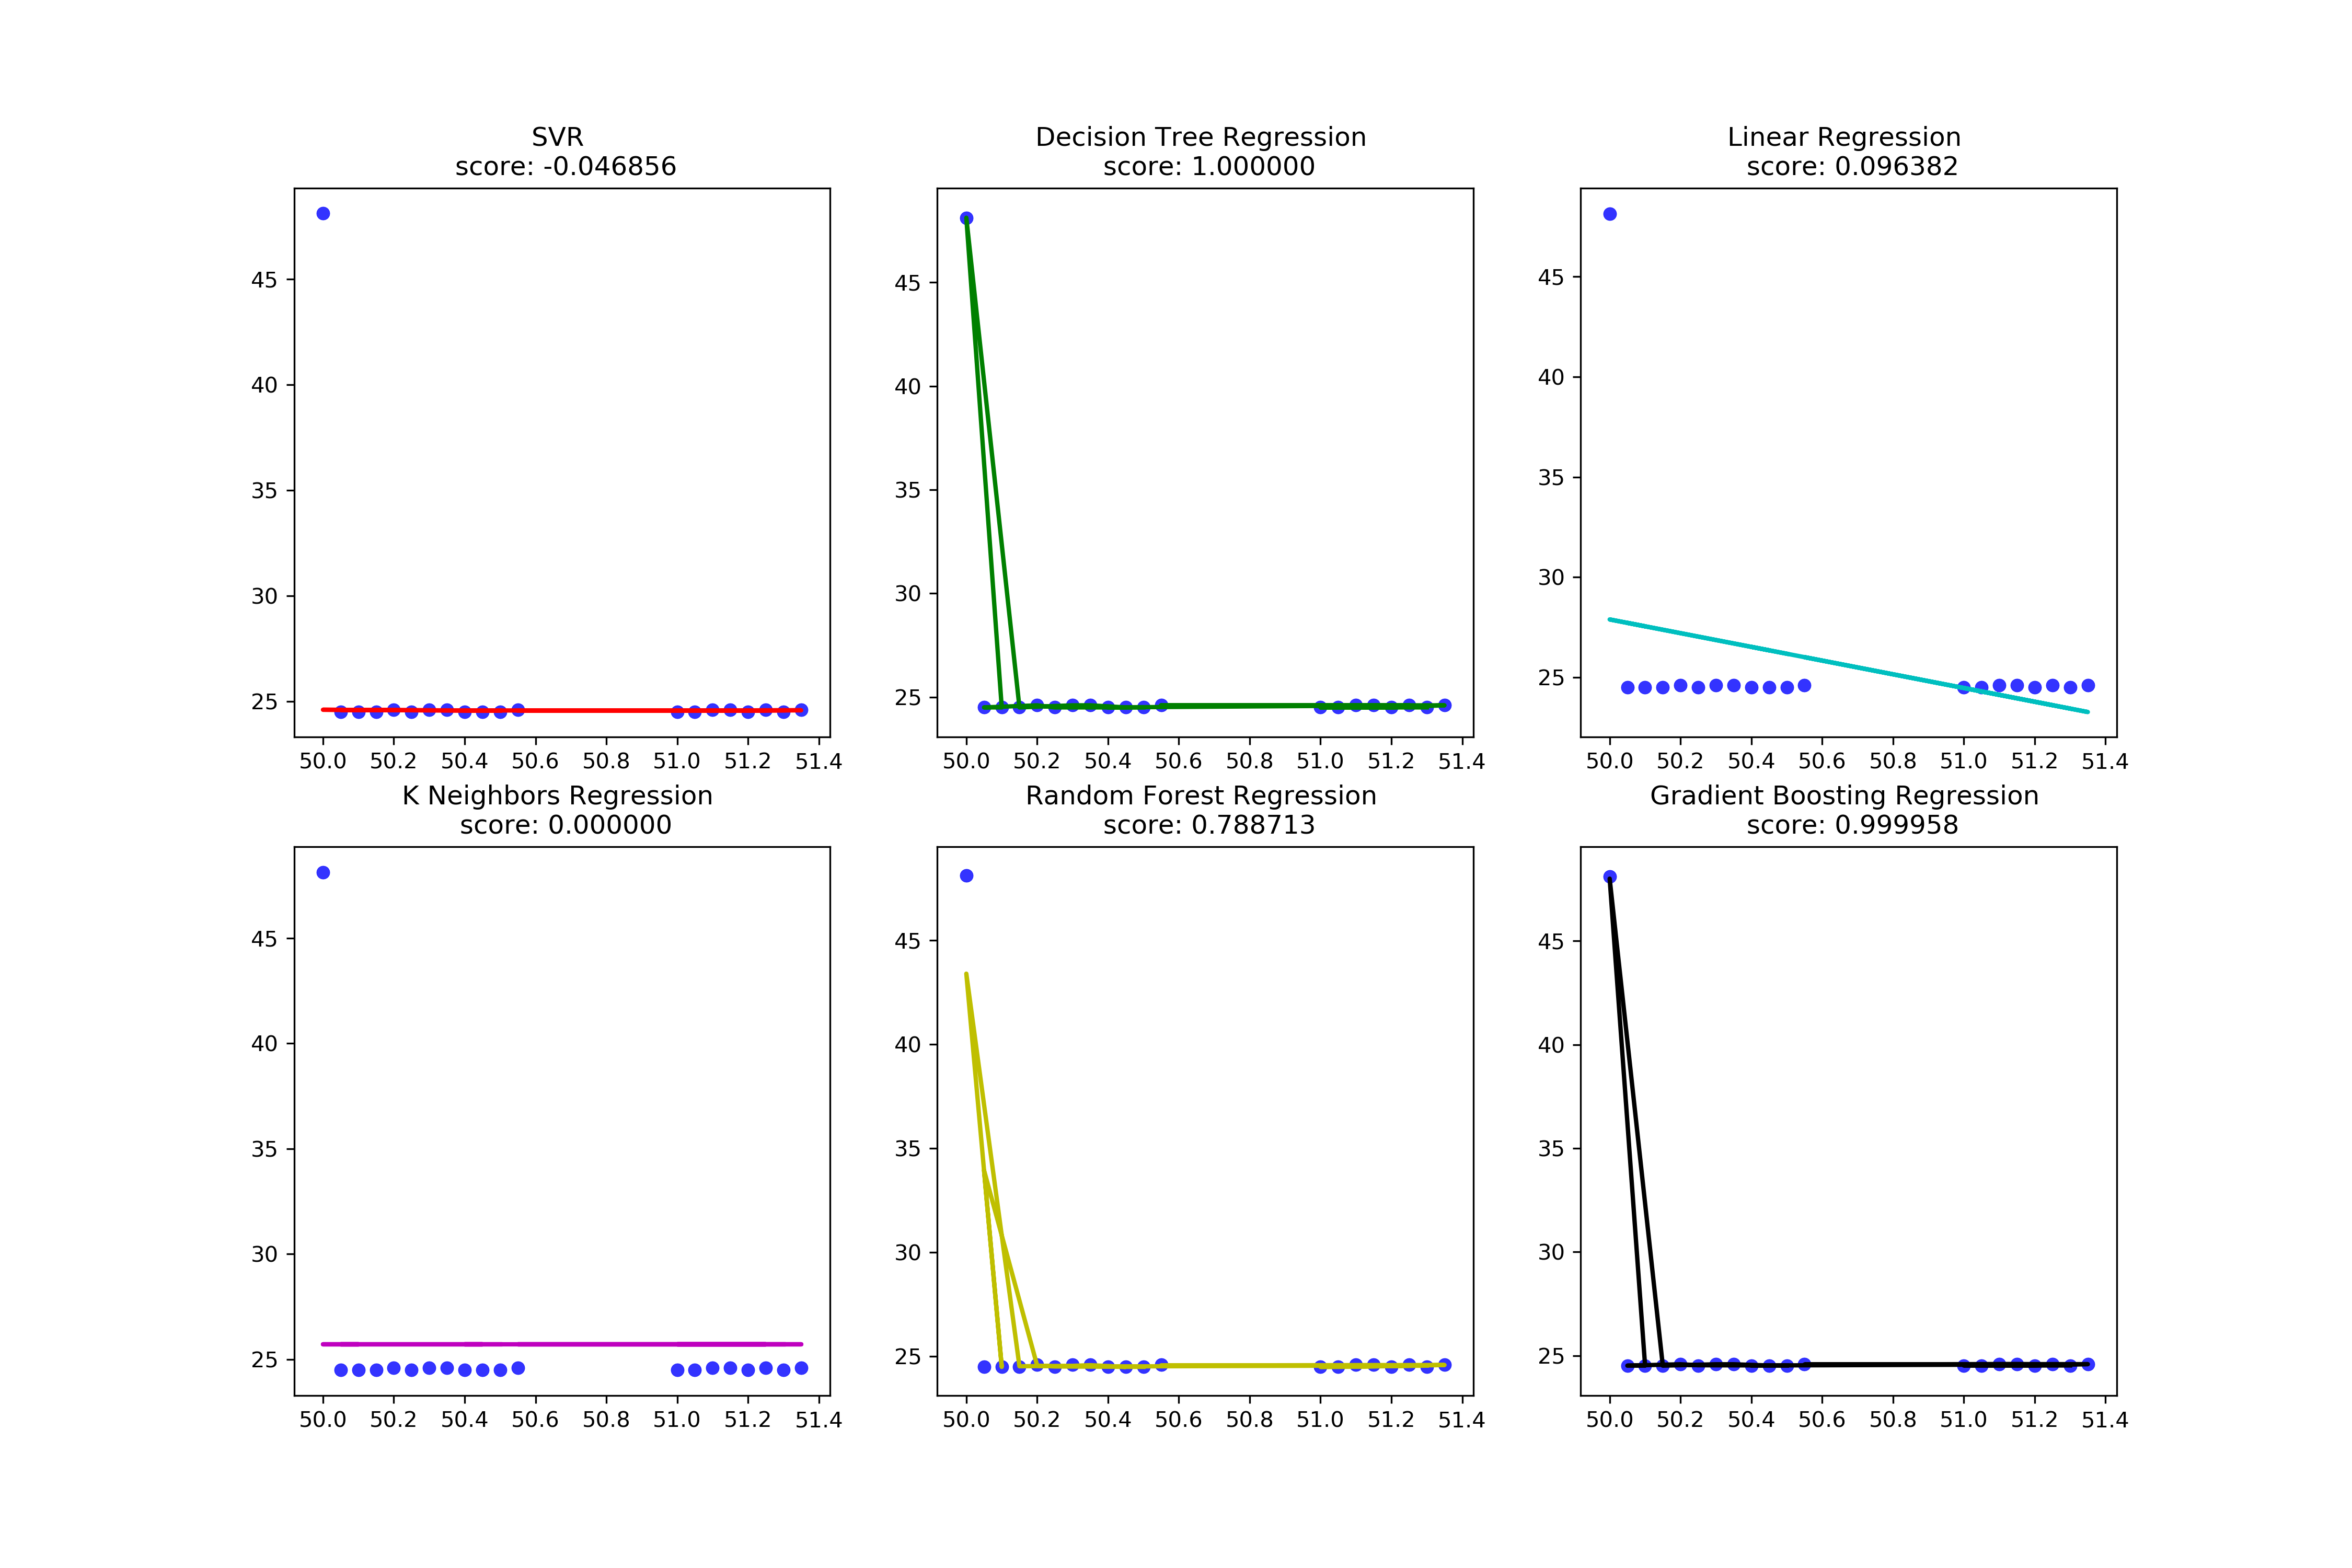 SVR
score: -0.046856
45
40
35
30
25
50.0 50.2 50.4 50.6 50.8 51.0 51.2 51.4
Decision Tree Regression
score: 1.000000
45
40
35
30
25
50.0 50.2 50.4 50.6 50.8 51.0 51.2 51.4
Linear Regression
score: 0.096382
45
40
35
30
25
50.0 50.2 50.4 50.6 50.8 51.0 51.2 51.4
K Neighbors Regression
score: 0.000000
45
40
35
30
25
50.0 50.2 50.4 50.6 50.8 51.0 51.2 51.4
Random Forest Regression
score: 0.788713
45
40
35
30
25
50.0 50.2 50.4 50.6 50.8 51.0 51.2 51.4
Gradient Boosting Regression
score: 0.999958
45
40
35
30
25
50.0 50.2 50.4 50.6 50.8 51.0 51.2 51.4